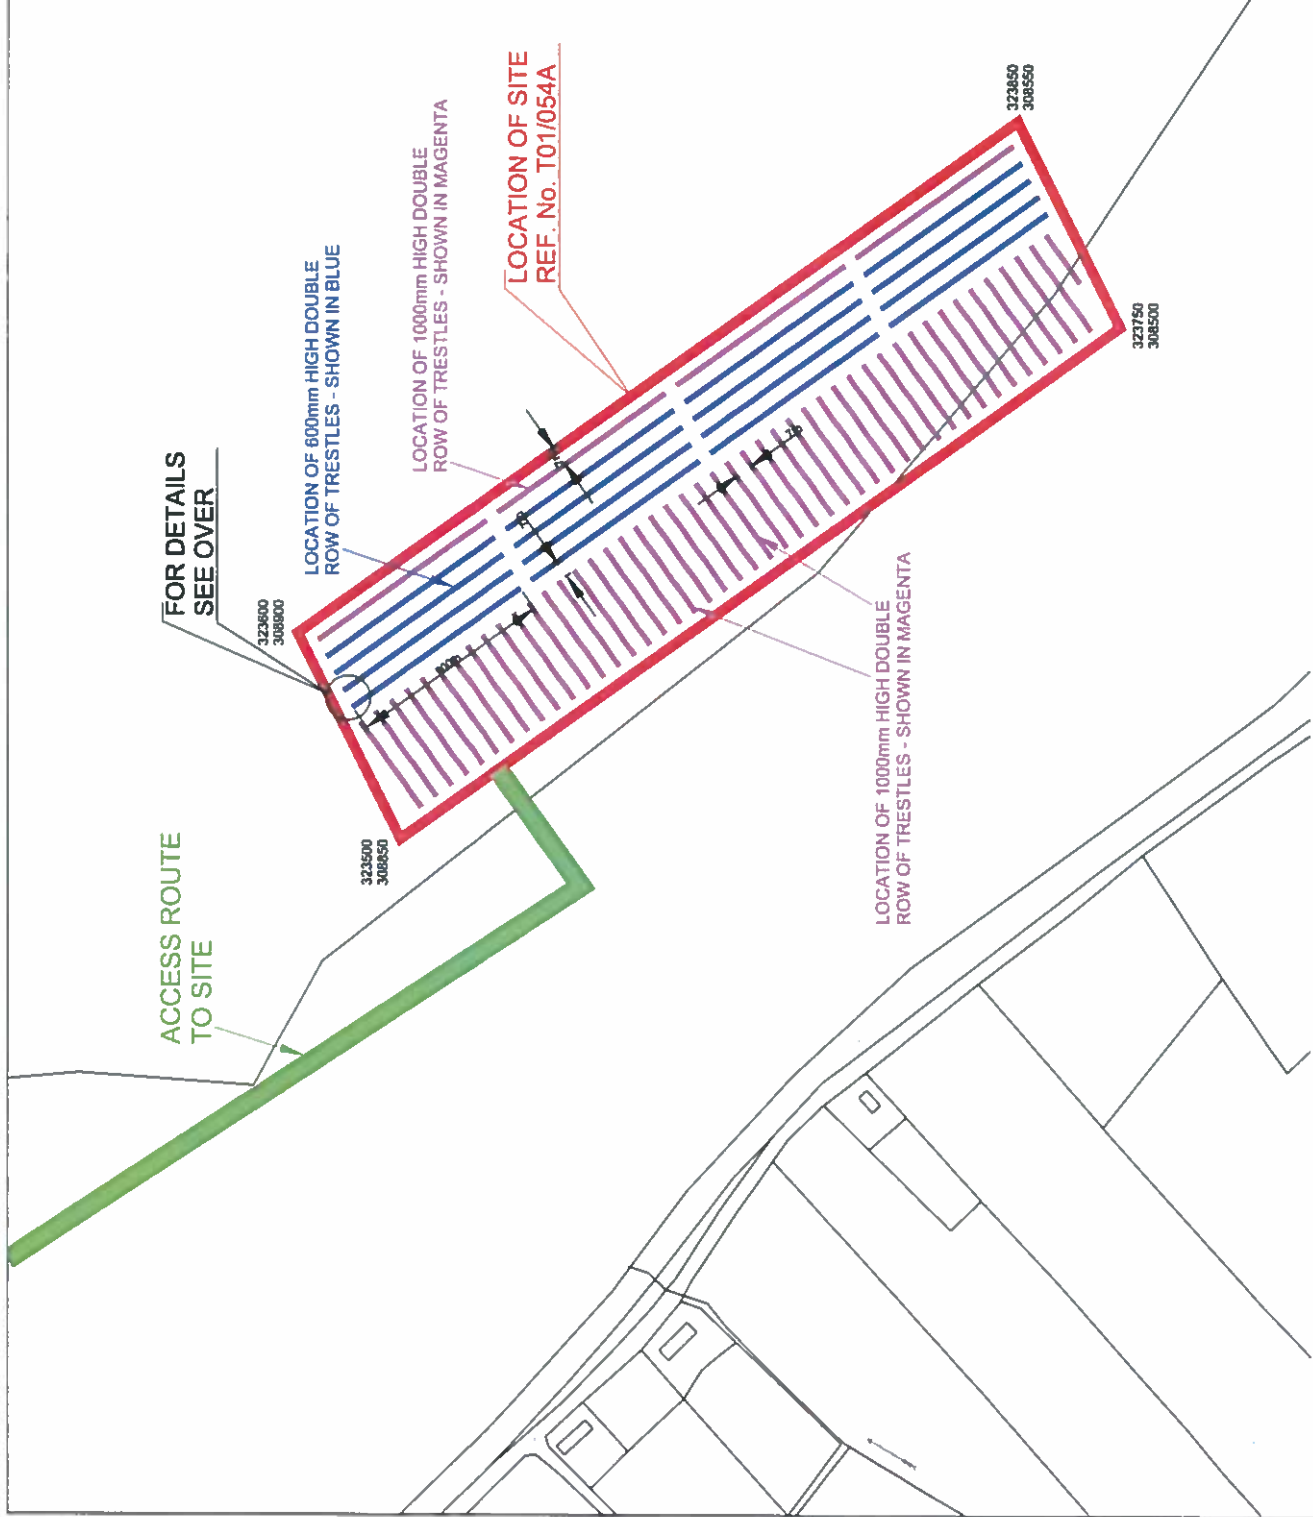 LOCATION OF SITE
REF. No. T01/054A
LOCATION OF 1000mm HIGH DOUBLE
ROW OF TRESTLES - SHOWN IN MAGENTA
LOCATION OF 600mm HIGH DOUBLE
ROW OF TRESTLES - SHOWN IN BLUE
FOR DETAILS
SEE OVER
323600
308900
323850
308550
323500
308850
323750
308500
ACCESS ROUTE
TO SITE
LOCATION OF 1000mm HIGH DOUBLE
ROW OF TRESTLES - SHOWN IN MAGENTA